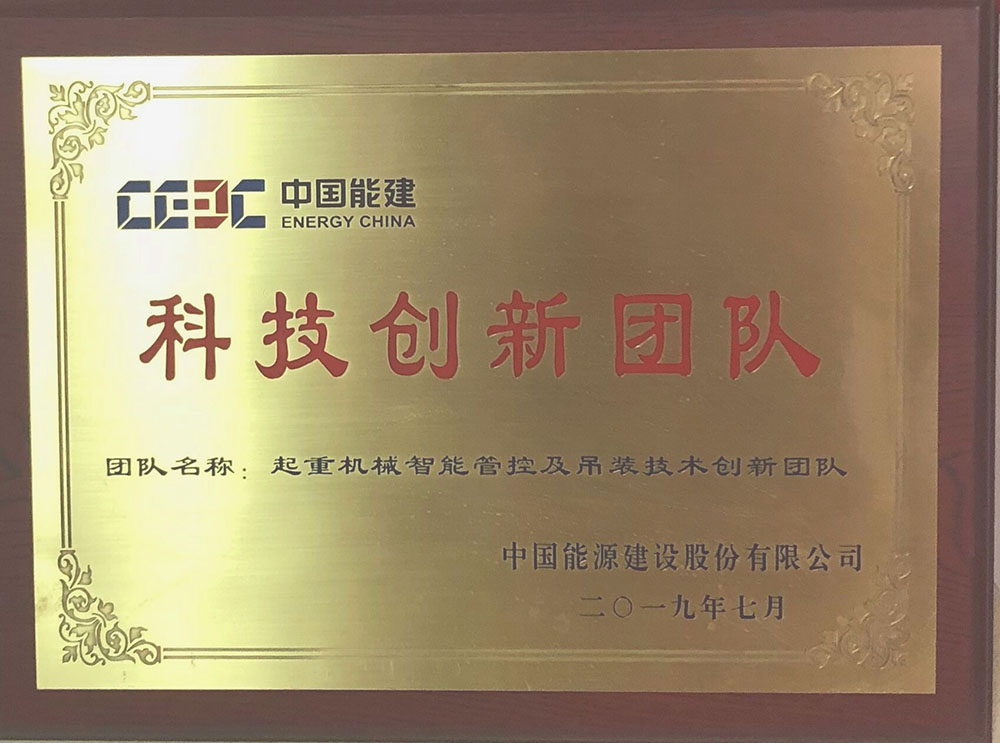 CEEC 中国能建
ENERGY CHINA
科技创新团队
团队名称：起重机械智能管控及吊装技术创新团队
中国能源建设股份有限公司
二〇一九年七月